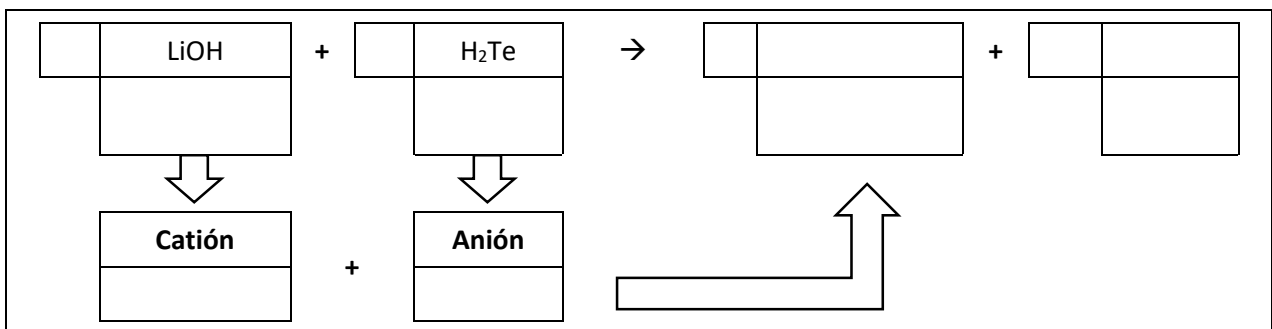 LiOH + H₂Te → +
Catión + Anión